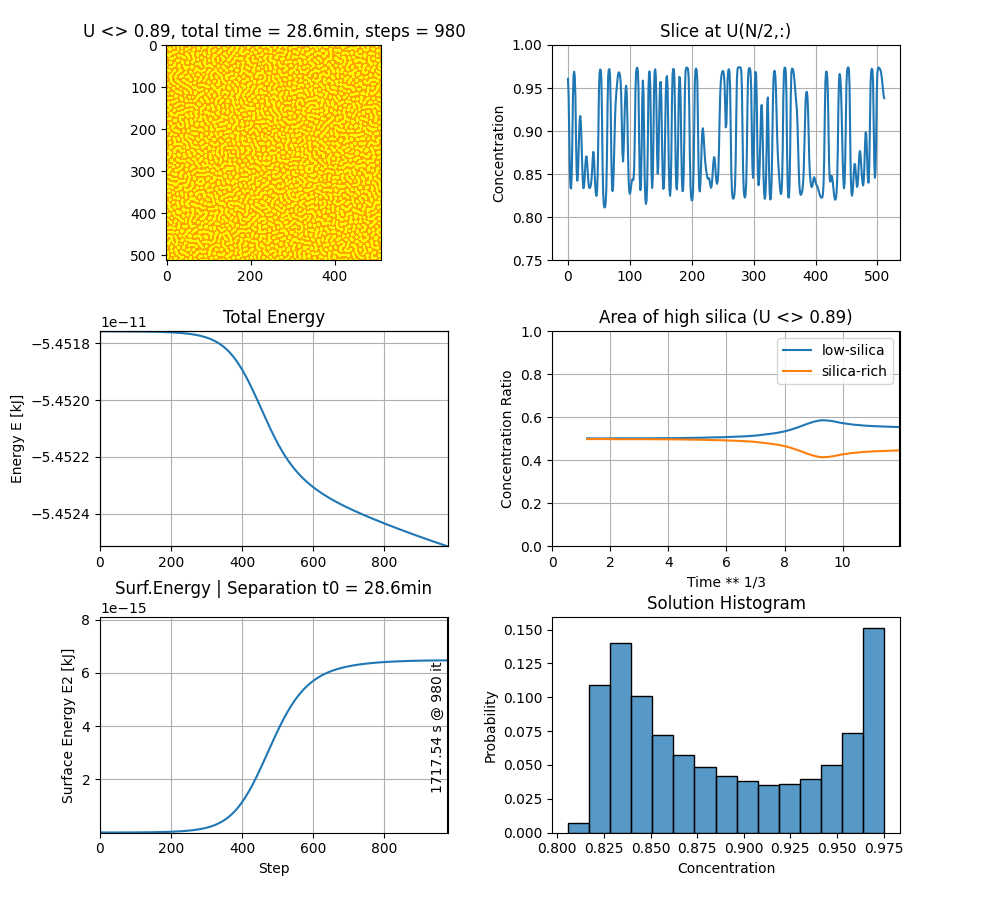 U <> 0.89, total time = 28.6min, steps = 980
0
100
200
300
400
500
0 200 400
Slice at U(N/2,:)
Concentration
1.00
0.95
0.90
0.85
0.80
0.75
0 100 200 300 400 500
Total Energy
1e−11
Energy E [kJ]
−5.4518
−5.4520
−5.4522
−5.4524
0 200 400 600 800
Area of high silica (U <> 0.89)
Concentration Ratio
1.0
0.8
0.6
0.4
0.2
0.0
low-silica
silica-rich
0 2 4 6 8 10
Time ** 1/3
Surf.Energy | Separation t0 = 28.6min
1e−15
Surface Energy E2 [kJ]
8
6
4
2
1717.54 s @ 980 it
0 200 400 600 800
Step
Solution Histogram
Probability
0.150
0.125
0.100
0.075
0.050
0.025
0.000
0.800 0.825 0.850 0.875 0.900 0.925 0.950 0.975
Concentration